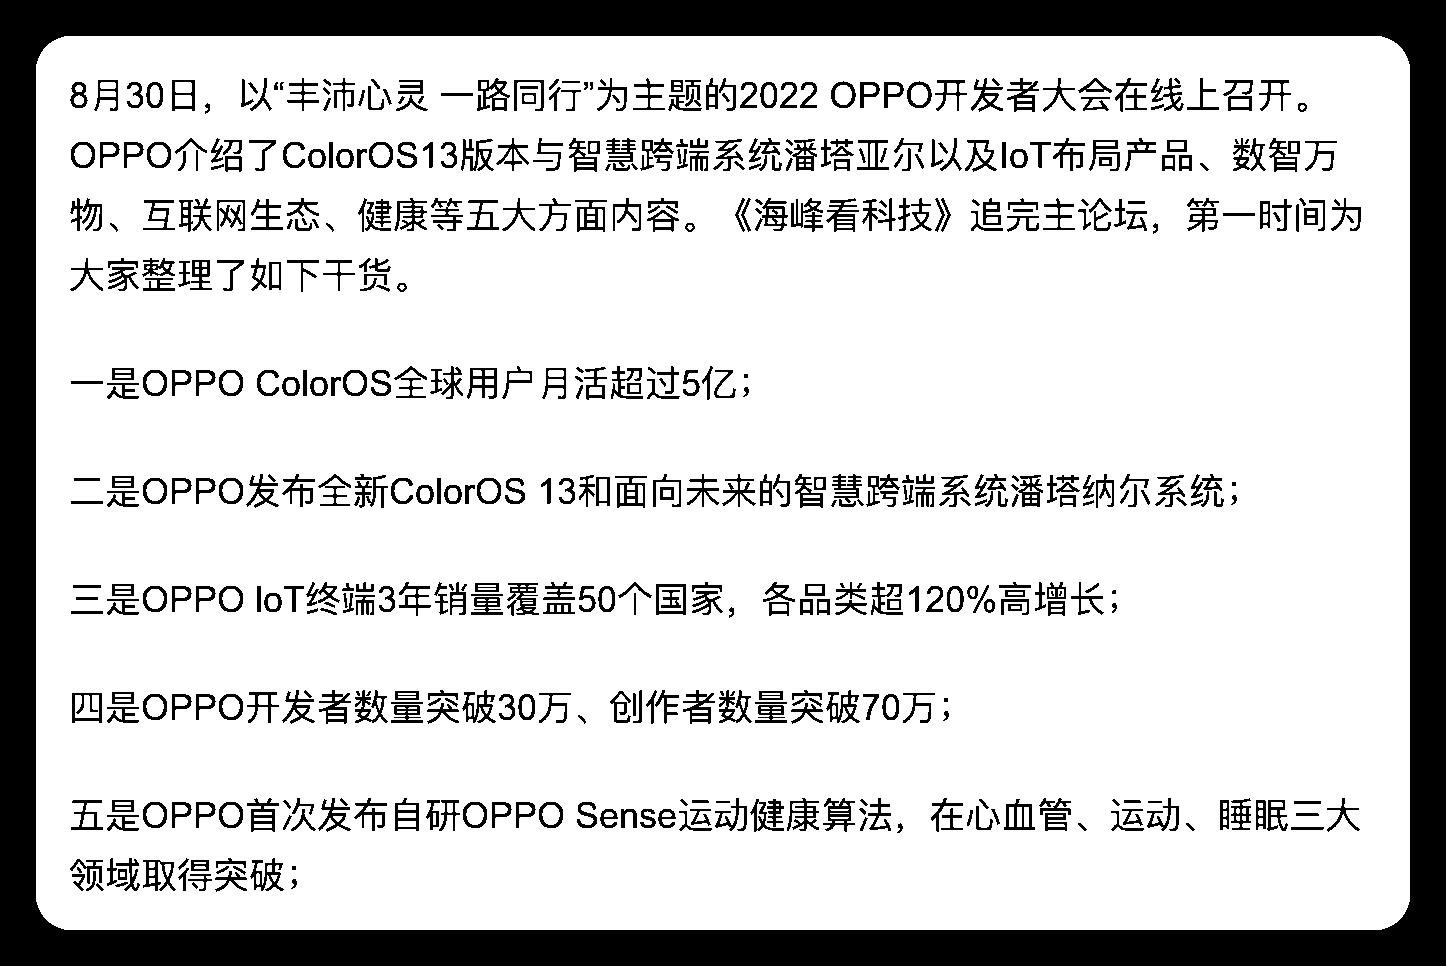 8月30日，以“丰沛心灵 一路同行”为主题的2022 OPPO开发者大会在线上召开。
OPPO介绍了ColorOS13版本与智慧跨端系统潘塔亚尔以及IoT布局产品、数智万
物、互联网生态、健康等五大方面内容。《海峰看科技》追完主论坛，第一时间为
大家整理了如下干货。
一是OPPO ColorOS全球用户月活超过5亿；
二是OPPO发布全新ColorOS 13和面向未来的智慧跨端系统潘塔纳尔系统；
三是OPPO IoT终端3年销量覆盖50个国家，各品类超120%高增长；
四是OPPO开发者数量突破30万、创作者数量突破70万；
五是OPPO首次发布自研OPPO Sense运动健康算法，在心血管、运动、睡眠三大
领域取得突破；